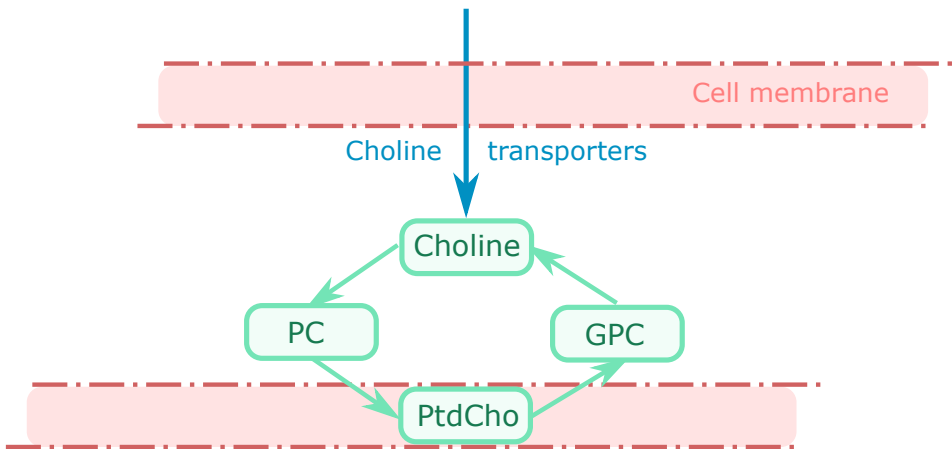 Cell membrane
Choline transporters
Choline
PC
GPC
PtdCho